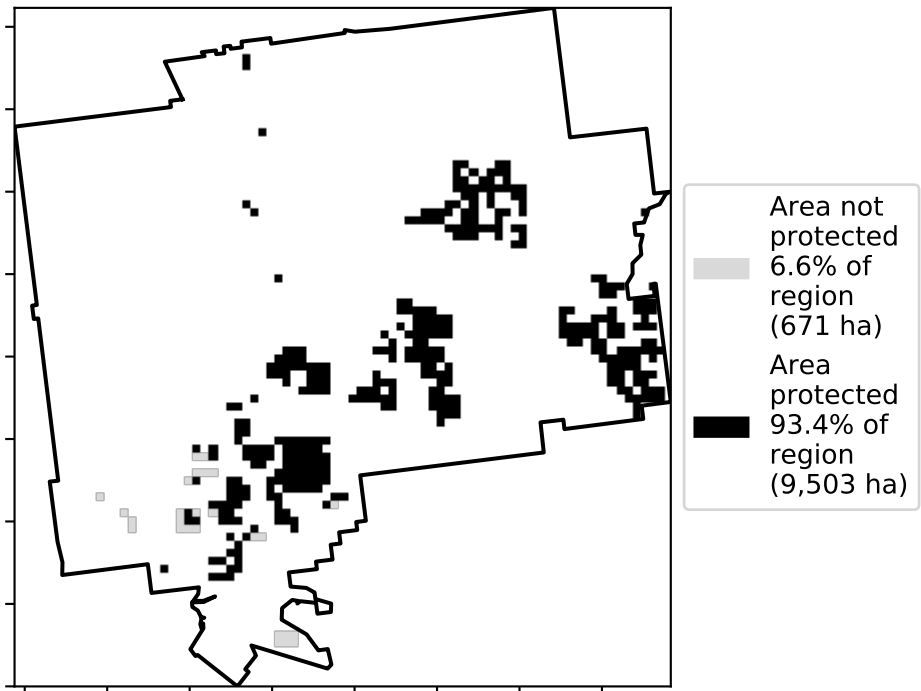 Area not
protected
6.6% of
region
(671 ha)
Area
protected
93.4% of
region
(9,503 ha)